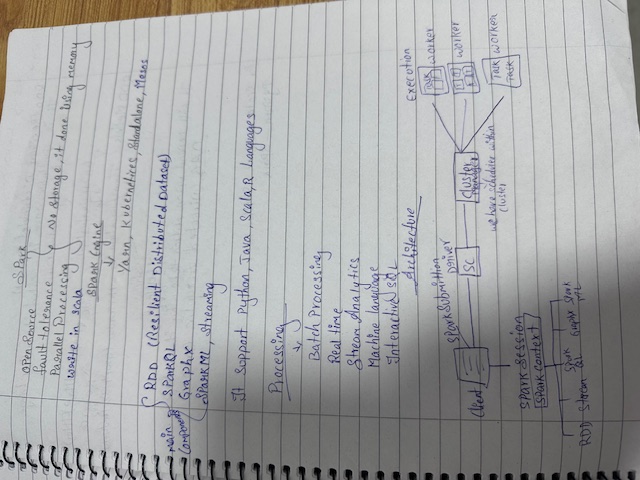 SPark
open Source
fault tolerance
Parallel Processing
write in scala
No storage, it done using memory
SPark Engine
Yarn, Kubernetices, Standalone, Mesos
Main Components
RDD (Resilient Distributed Dataset)
SPark QL
GraphX
SParkML, Streaming
It Support Python, Java, Scala, R Languages
Processing
Batch Processing
Real time
Stream Analytics
Machine language
Interactive SQL
Architecture
Execution
Client
SPark Submittion
Driver
SC
Cluster Manager
we have scheduler within cluster
Task
worker
worker
Task
Task
worker
SPark Session
SPark Context
RDD Stream Spark QL GraphX Spark ML